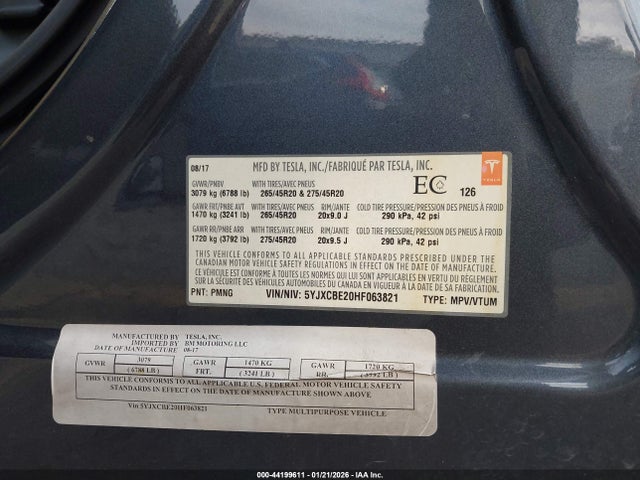 08/17 MFD BY TESLA, INC./FABRIQUÉ PAR TESLA, INC.
TESLA
GVWR/PNBV WITH TIRES/AVEC PNEUS
3079 kg (6788 lb) 265/45R20 & 275/45R20
EC 126
GAWR FRT/PNBE AVT WITH TIRES/AVEC PNEUS RIM/JANTE COLD TIRE PRESSURE/PRESSION DES PNEUS À FROID
1470 kg (3241 lb) 265/45R20 20x9.0 J 290 kPa, 42 psi
GAWR RR/PNBE ARR WITH TIRES/AVEC PNEUS RIM/JANTE COLD TIRE PRESSURE/PRESSION DES PNEUS À FROID
1720 kg (3792 lb) 275/45R20 20x9.5 J 290 kPa, 42 psi
THIS VEHICLE CONFORMS TO ALL APPLICABLE STANDARDS PRESCRIBED UNDER THE
CANADIAN MOTOR VEHICLE SAFETY REGULATIONS IN EFFECT ON THE DATE OF MANUFACTURE
CE VÉHICULE EST CONFORME À TOUTES LES NORMES QUI LUI SONT APPLICABLES EN VERTU DU RÈGLEMENT SUR LA
SÉCURITÉ DES VÉHICULES AUTOMOBILES DU CANADA EN VIGUEUR À LA DATE DE SA FABRICATION
PNT: PMNG VIN/NIV: 5YJXCBE20HF063821 TYPE: MPV/VTUM
MANUFACTURED BY TESLA, INC.
IMPORTED BY BM MOTORING LLC
DATE OF MANUFACTURE 08-17
GVWR 3079 (6788 LB) GAWR FRT. 1470 KG (3241 LB) GAWR RR. 1720 KG (3792 LB)
THIS VEHICLE CONFORMS TO ALL APPLICABLE U.S. FEDERAL MOTOR VEHICLE SAFETY
STANDARDS IN EFFECT ON THE DATE OF MANUFACTURE SHOWN ABOVE
Vin 5YJXCBE20HF063821 TYPE MULTIPURPOSE VEHICLE
000-44199611 - 01/21/2026 - IAA Inc.